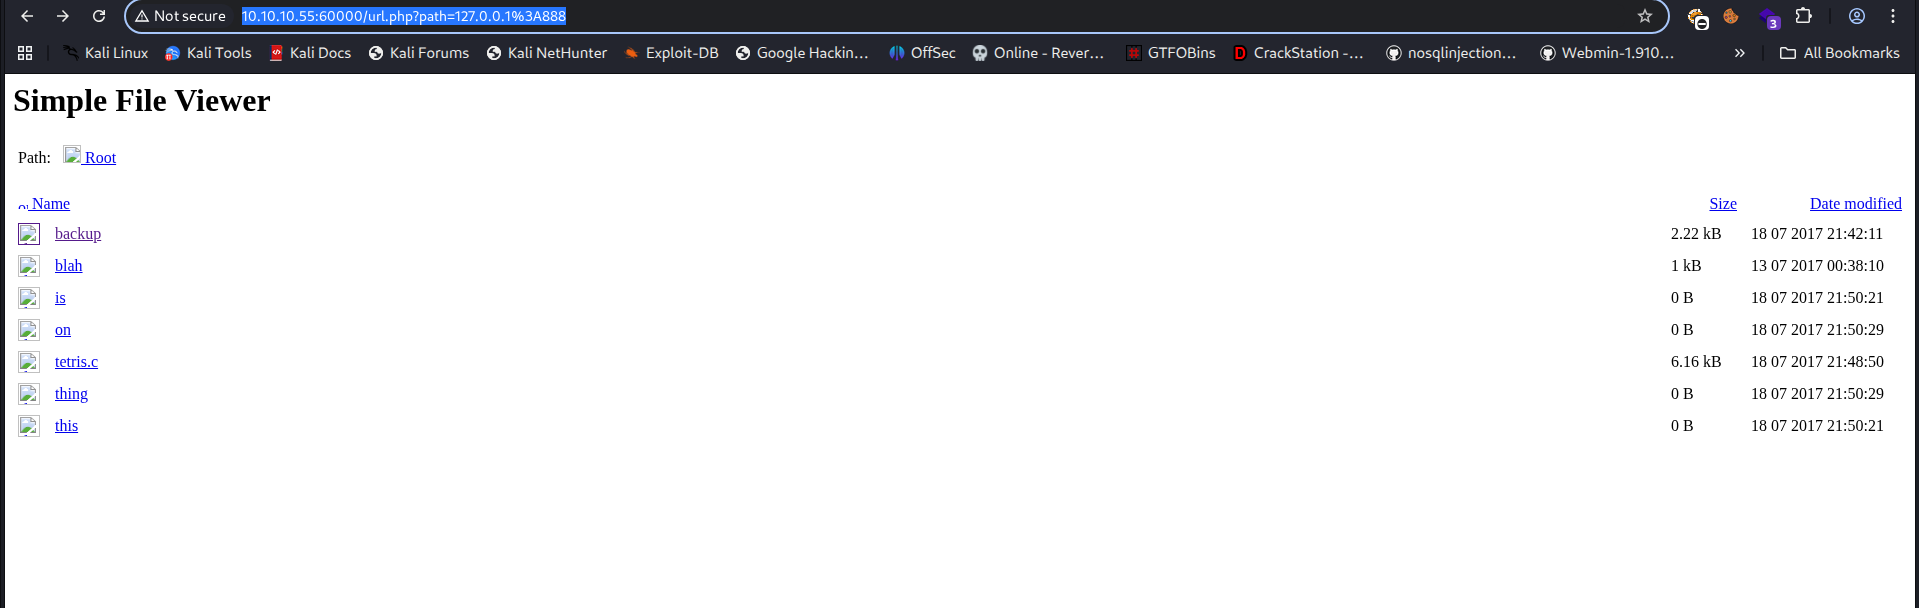 Not secure 10.10.10.55:60000/url.php?path=127.0.0.1%3A888 3
Kali Linux Kali Tools Kali Docs Kali Forums Kali NetHunter Exploit-DB Google Hackin... OffSec Online - Rever... GTFOBins CrackStation -... nosqlinjection... Webmin-1.910... » All Bookmarks
Simple File Viewer
Path: Root
Name Size Date modified
backup 2.22 kB 18 07 2017 21:42:11
blah 1 kB 13 07 2017 00:38:10
is 0 B 18 07 2017 21:50:21
on 0 B 18 07 2017 21:50:29
tetris.c 6.16 kB 18 07 2017 21:48:50
thing 0 B 18 07 2017 21:50:29
this 0 B 18 07 2017 21:50:21